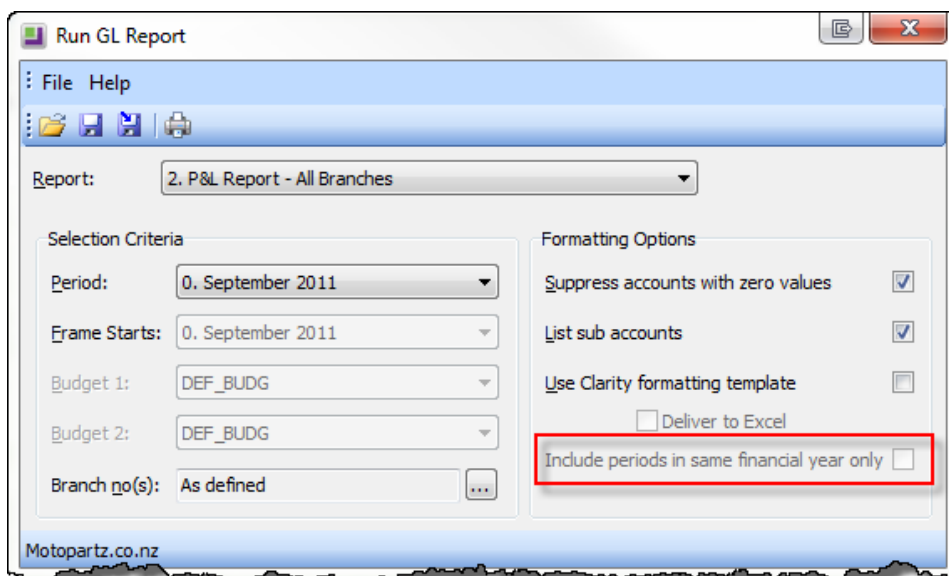 Run GL Report
File Help
Report: 2. P&L Report - All Branches
Selection Criteria
Period: 0. September 2011
Frame Starts: 0. September 2011
Budget 1: DEF_BUDG
Budget 2: DEF_BUDG
Branch no(s): As defined ...
Formatting Options
Suppress accounts with zero values
List sub accounts
Use Clarity formatting template
Deliver to Excel
Include periods in same financial year only
Motopartz.co.nz